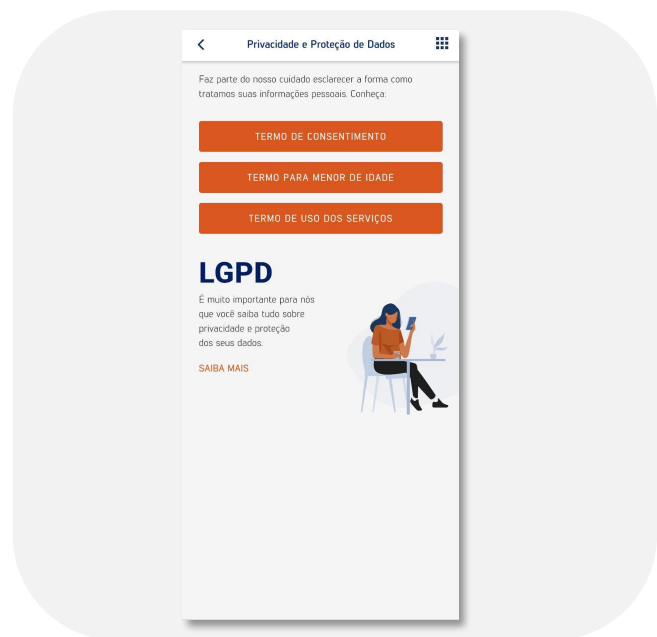 Privacidade e Proteção de Dados
Faz parte do nosso cuidado esclarecer a forma como
tratamos suas informações pessoais. Conheça:
TERMO DE CONSENTIMENTO
TERMO PARA MENOR DE IDADE
TERMO DE USO DOS SERVIÇOS
LGPD
É muito importante para nós
que você saiba tudo sobre
privacidade e proteção
dos seus dados.
SAIBA MAIS